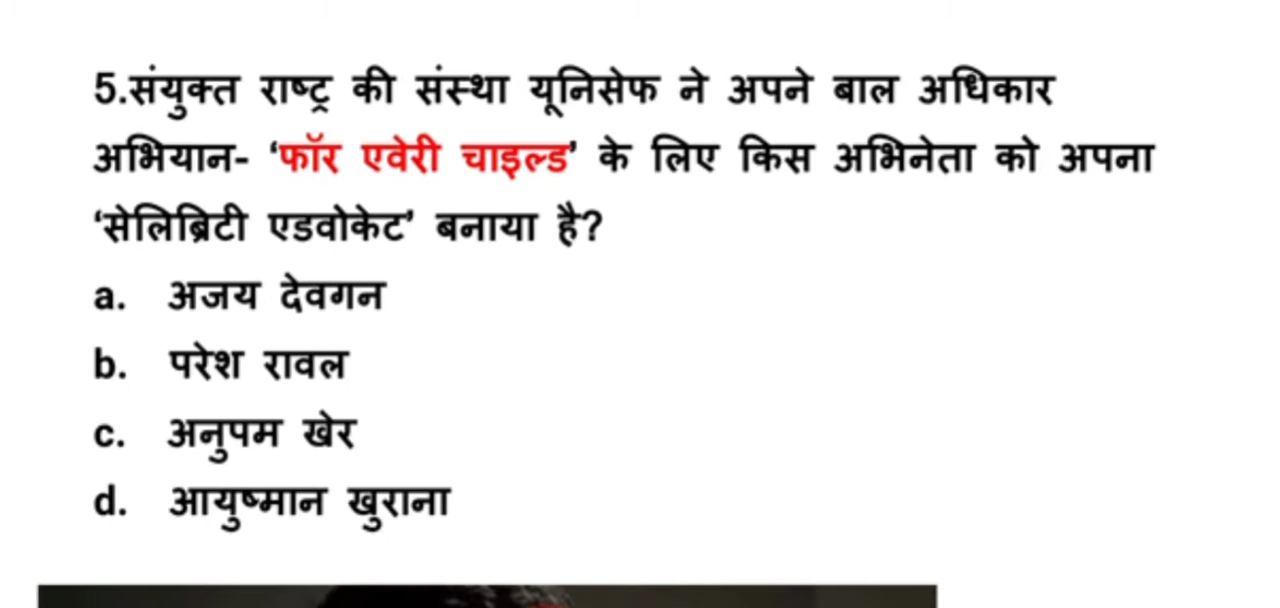 5.संयुक्त राष्ट्र की संस्था यूनिसेफ ने अपने बाल अधिकार
अभियान- ‘फॉर एवेरी चाइल्ड’ के लिए किस अभिनेता को अपना
‘सेलिब्रिटी एडवोकेट’ बनाया है?
a. अजय देवगन
b. परेश रावल
c. अनुपम खेर
d. आयुष्मान खुराना